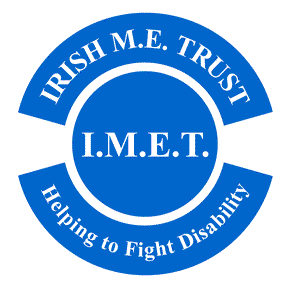 IRISH M.E. TRUST
I.M.E.T.
Helping to Fight Disability